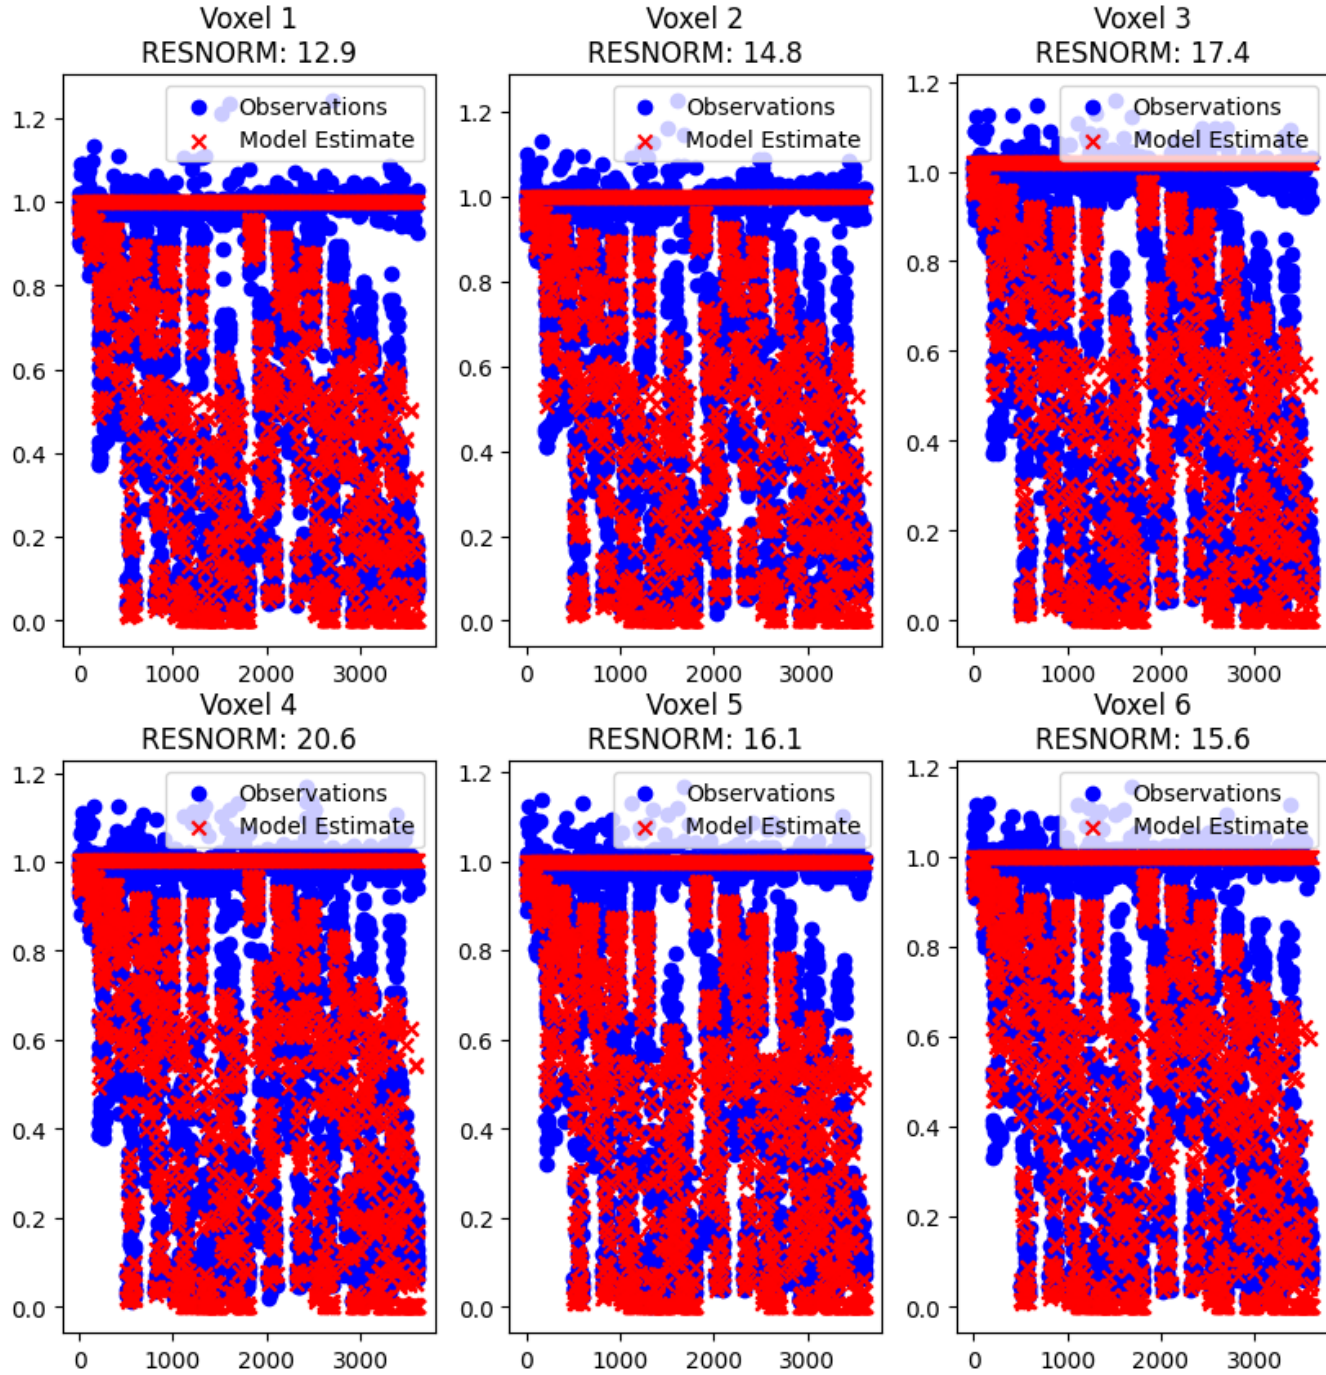 Voxel 1
RESNORM: 12.9
Observations
Model Estimate
1.2
1.0
0.8
0.6
0.4
0.2
0.0
0 1000 2000 3000
Voxel 2
RESNORM: 14.8
Observations
Model Estimate
1.2
1.0
0.8
0.6
0.4
0.2
0.0
0 1000 2000 3000
Voxel 3
RESNORM: 17.4
Observations
Model Estimate
1.2
1.0
0.8
0.6
0.4
0.2
0.0
0 1000 2000 3000
Voxel 4
RESNORM: 20.6
Observations
Model Estimate
1.2
1.0
0.8
0.6
0.4
0.2
0.0
0 1000 2000 3000
Voxel 5
RESNORM: 16.1
Observations
Model Estimate
1.2
1.0
0.8
0.6
0.4
0.2
0.0
0 1000 2000 3000
Voxel 6
RESNORM: 15.6
Observations
Model Estimate
1.2
1.0
0.8
0.6
0.4
0.2
0.0
0 1000 2000 3000